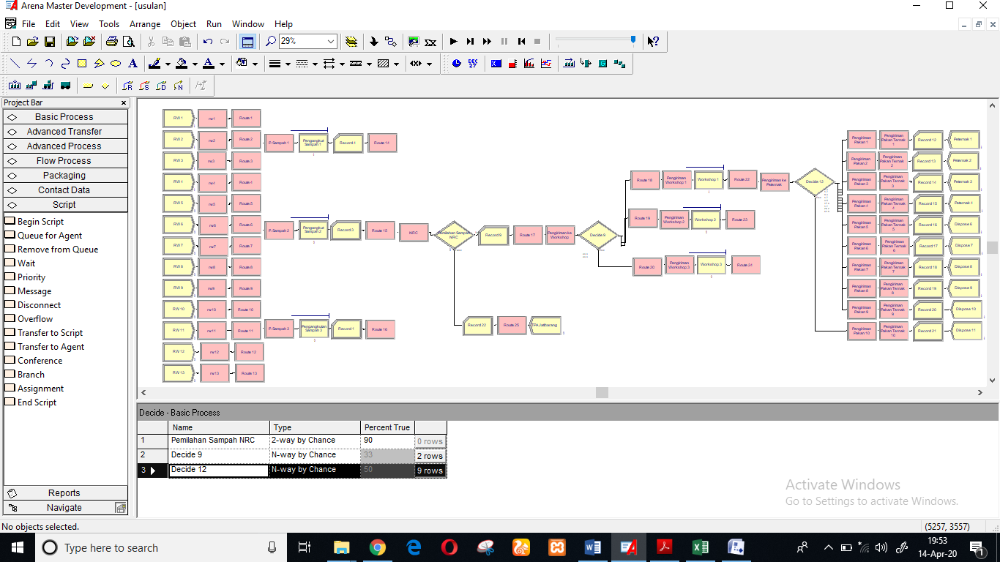 Arena Master Development - [usulan]
File Edit View Tools Arrange Object Run Window Help
29%
Project Bar
Basic Process
Advanced Transfer
Advanced Process
Flow Process
Packaging
Contact Data
Script
Begin Script
Queue for Agent
Remove from Queue
Wait
Priority
Message
Disconnect
Overflow
Transfer to Script
Transfer to Agent
Conference
Branch
Assignment
End Script
Reports
Navigate
RW 1 rw1 Route 1
RW 2 rw2 Route 2
RW 3 rw3 Route 3
RW 4 rw4 Route 4
RW 5 rw5 Route 5
RW 6 rw6 Route 6
RW 7 rw7 Route 7
RW 8 rw8 Route 8
RW 9 rw9 Route 9
RW 10 rw10 Route 10
RW 11 rw11 Route 11
RW 12 rw12 Route 12
RW 13 rw13 Route 13
P. Sampah 1
Pengangkut
Sampah 1
Record 4
Route 14
P. Sampah 2
Pengangkut
Sampah 2
Record 3
Route 15
P. Sampah 3
Pengangkutan
Sampah 3
Record 1
Route 16
NRC
Pemilahan Sampah
NRC
Record 9
Route 17
Pengiriman ke
Workshop
Decide 9
Record 22
Route 25
TPA Jatibarang
Route 18
Pengiriman
Workshop 1
Workshop 1
Route 22
Pengiriman ke
Peternak
Route 19
Pengiriman
Workshop 2
Workshop 2
Route 23
Route 20
Pengiriman
Workshop 3
Workshop 3
Route 24
Decide 12
Pengiriman
Pakan 1
Pengiriman
Pakan Ternak
1
Record 12
Peternak 1
Pengiriman
Pakan 2
Pengiriman
Pakan Ternak
2
Record 13
Peternak 2
Pengiriman
Pakan 3
Pengiriman
Pakan Ternak
3
Record 14
Peternak 3
Pengiriman
Pakan 4
Pengiriman
Pakan Ternak
4
Record 15
Peternak 4
Pengiriman
Pakan 5
Pengiriman
Pakan Ternak
5
Record 16
Dispose 6
Pengiriman
Pakan 6
Pengiriman
Pakan Ternak
6
Record 17
Dispose 7
Pengiriman
Pakan 7
Pengiriman
Pakan Ternak
7
Record 18
Dispose 8
Pengiriman
Pakan 8
Pengiriman
Pakan Ternak
8
Record 19
Dispose 9
Pengiriman
Pakan 9
Pengiriman
Pakan Ternak
9
Record 20
Dispose 10
Pengiriman
Pakan 10
Pengiriman
Pakan Ternak
10
Record 21
Dispose 11
Decide - Basic Process
Name Type Percent True
1 Pemilahan Sampah NRC 2-way by Chance 90 0 rows
2 Decide 9 N-way by Chance 33 2 rows
3 Decide 12 N-way by Chance 50 9 rows
Activate Windows
Go to Settings to activate Windows.
No objects selected.
(5257, 3557)
Type here to search
19:53
14-Apr-20